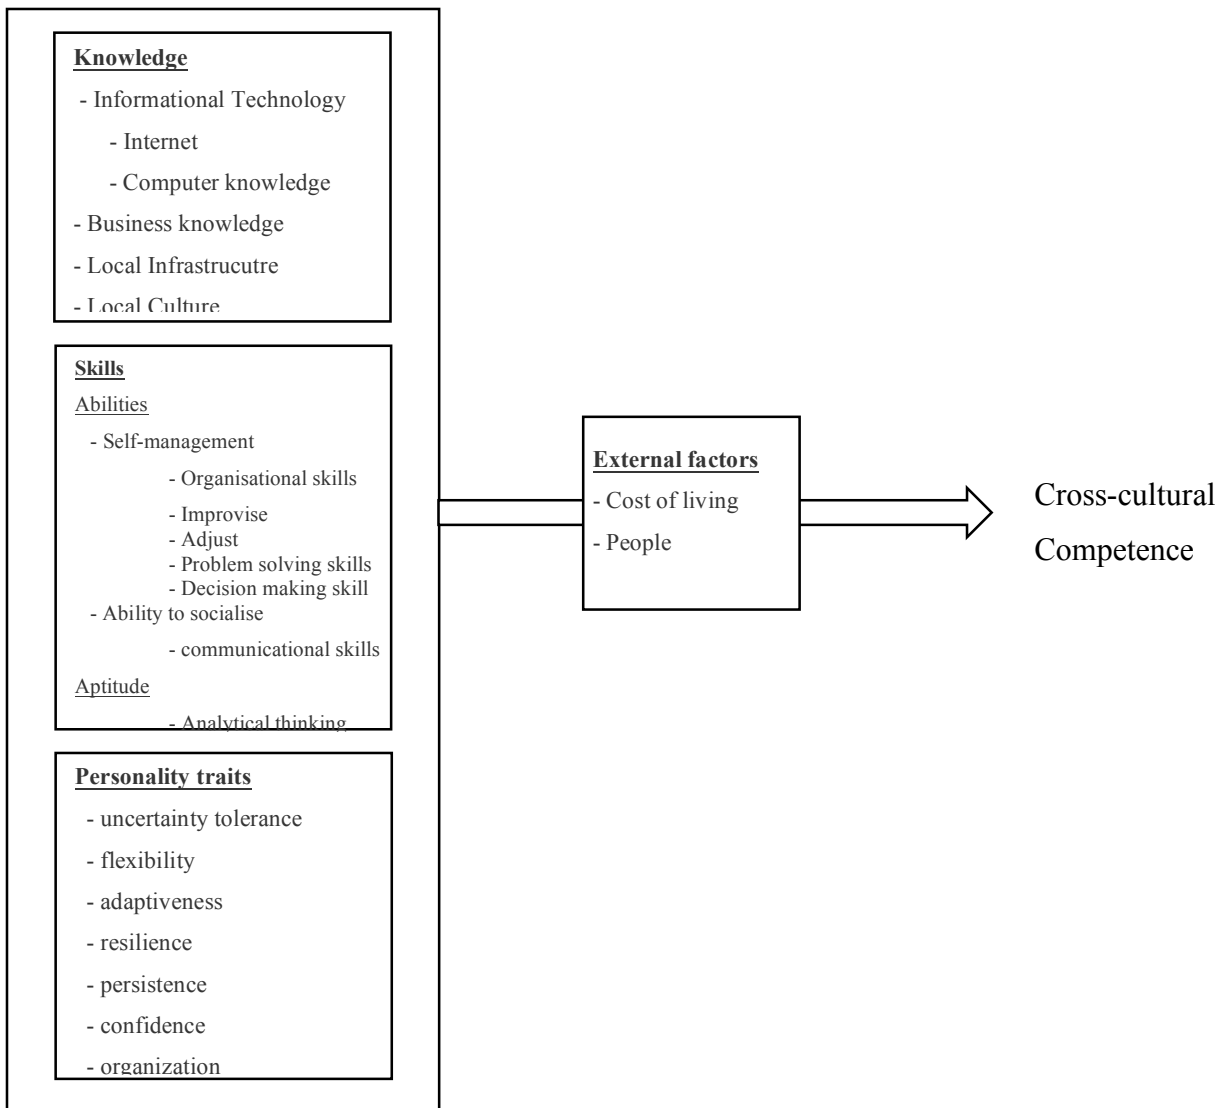 Knowledge
- Informational Technology
- Internet
- Computer knowledge
- Business knowledge
- Local Infrastrucutre
- Local Culture
Skills
Abilities
- Self-management
- Organisational skills
- Improvise
- Adjust
- Problem solving skills
- Decision making skill
- Ability to socialise
- communicational skills
Aptitude
- Analytical thinking
Personality traits
- uncertainty tolerance
- flexibility
- adaptiveness
- resilience
- persistence
- confidence
- organization
External factors
- Cost of living
- People
Cross-cultural
Competence